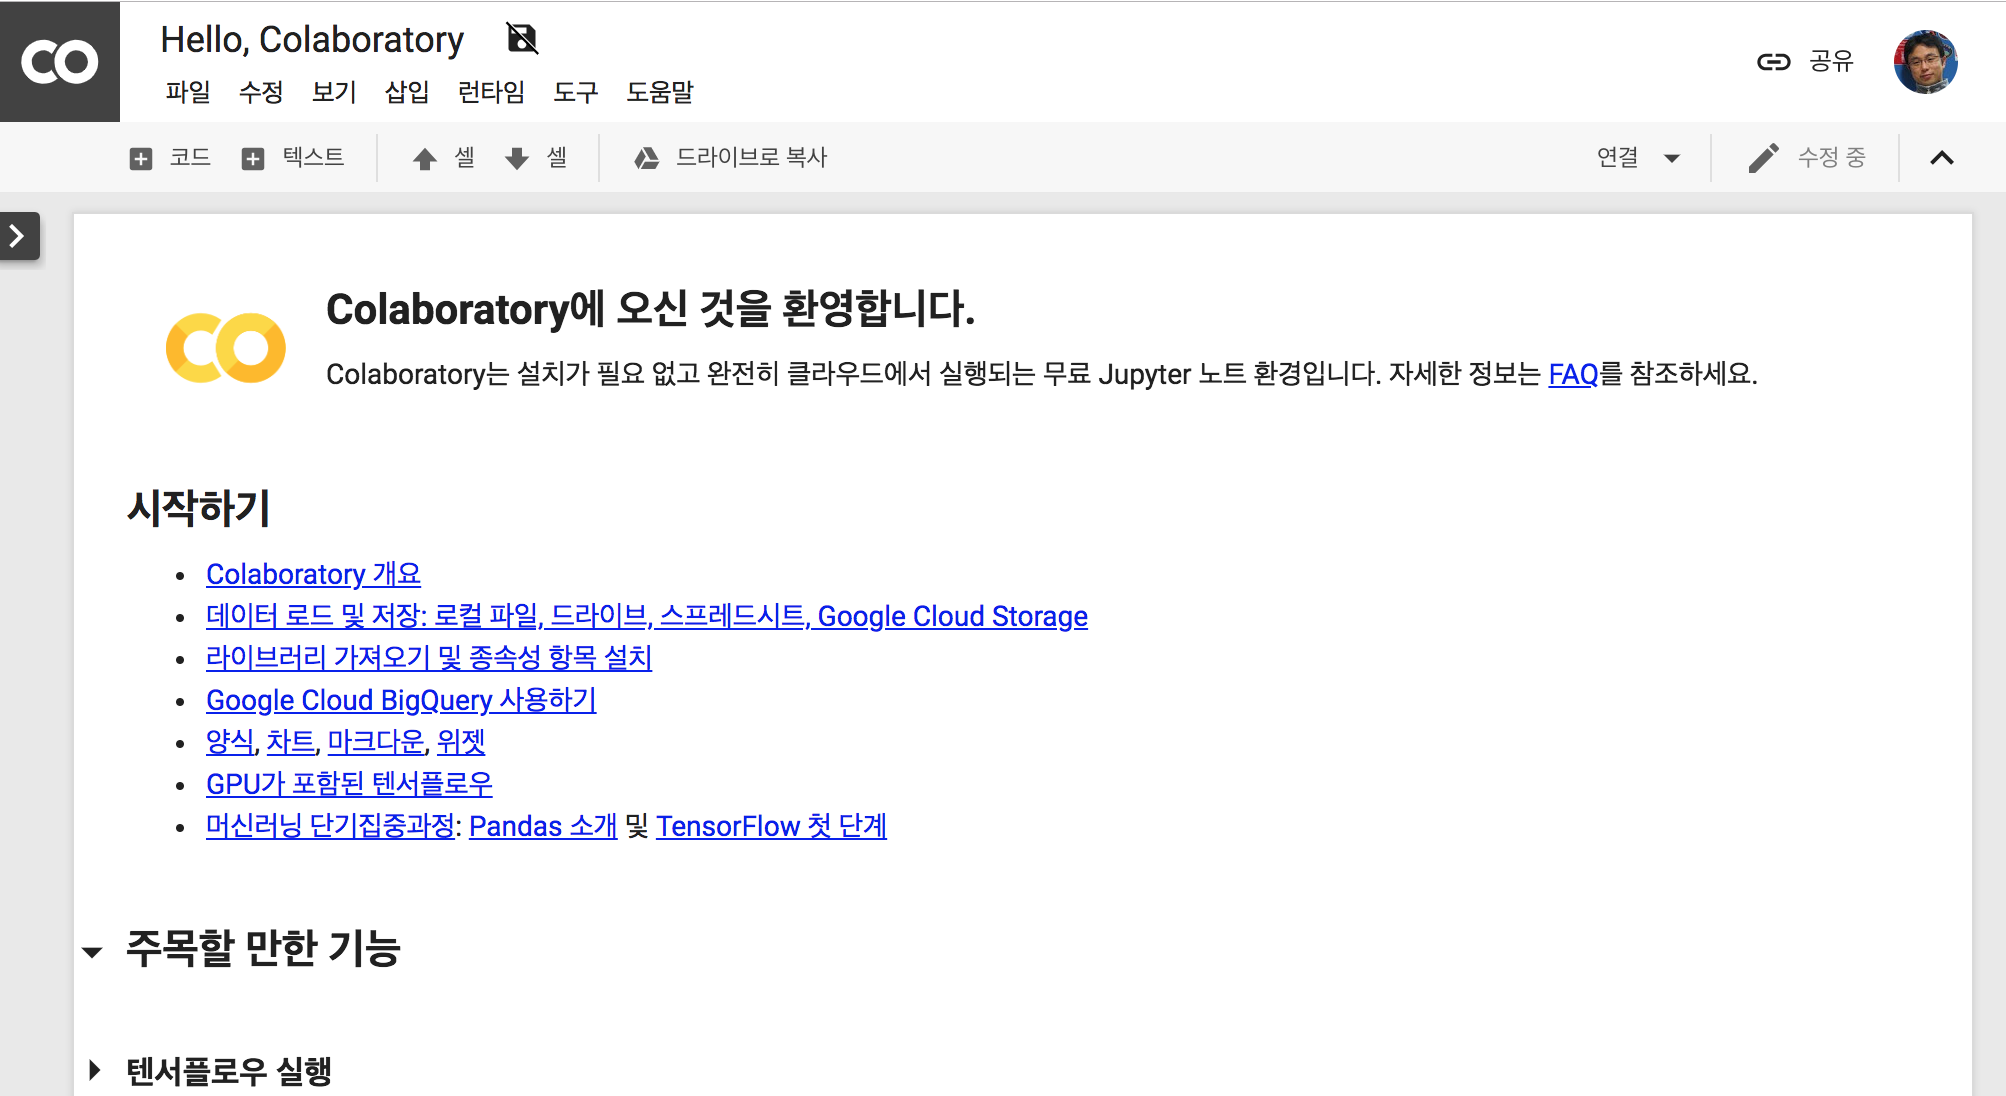 CO
Hello, Colaboratory
파일 수정 보기 삽입 런타임 도구 도움말
공유
코드 텍스트 셀 셀 드라이브로 복사
연결 수정 중
Colaboratory에 오신 것을 환영합니다.
Colaboratory는 설치가 필요 없고 완전히 클라우드에서 실행되는 무료 Jupyter 노트 환경입니다. 자세한 정보는 FAQ를 참조하세요.
시작하기
Colaboratory 개요
데이터 로드 및 저장: 로컬 파일, 드라이브, 스프레드시트, Google Cloud Storage
라이브러리 가져오기 및 종속성 항목 설치
Google Cloud BigQuery 사용하기
양식, 차트, 마크다운, 위젯
GPU가 포함된 텐서플로우
머신러닝 단기집중과정: Pandas 소개 및 TensorFlow 첫 단계
주목할 만한 기능
텐서플로우 실행